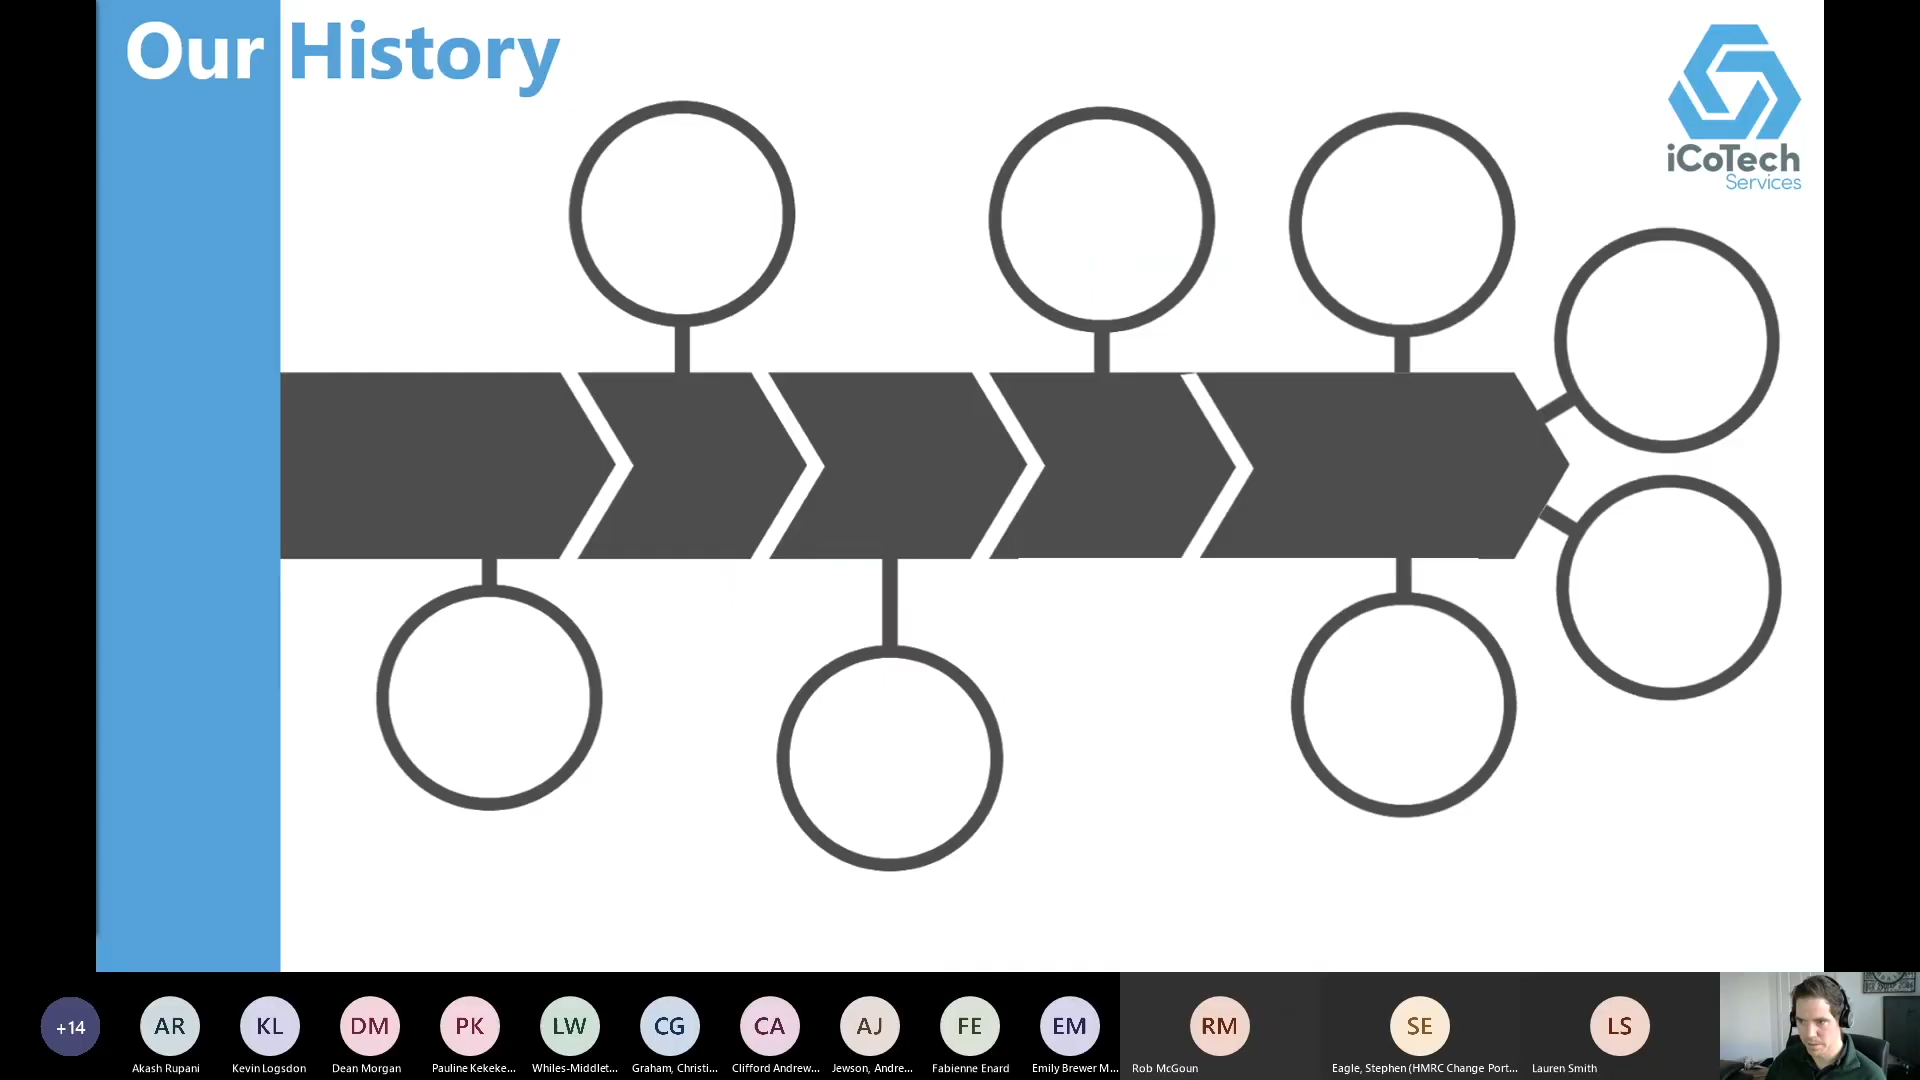 Our History
iCoTech
Services
+14
AR
KL
DM
PK
LW
CG
CA
AJ
FE
EM
RM
SE
LS
Akash Rupani
Kevin Logsdon
Dean Morgan
Pauline Kekeke...
Whiles-Middlet...
Graham, Christi...
Clifford Andrew...
Jewson, Andre...
Fabienne Enard
Emily Brewer M...
Rob McGoun
Eagle, Stephen (HMRC Change Port...
Lauren Smith